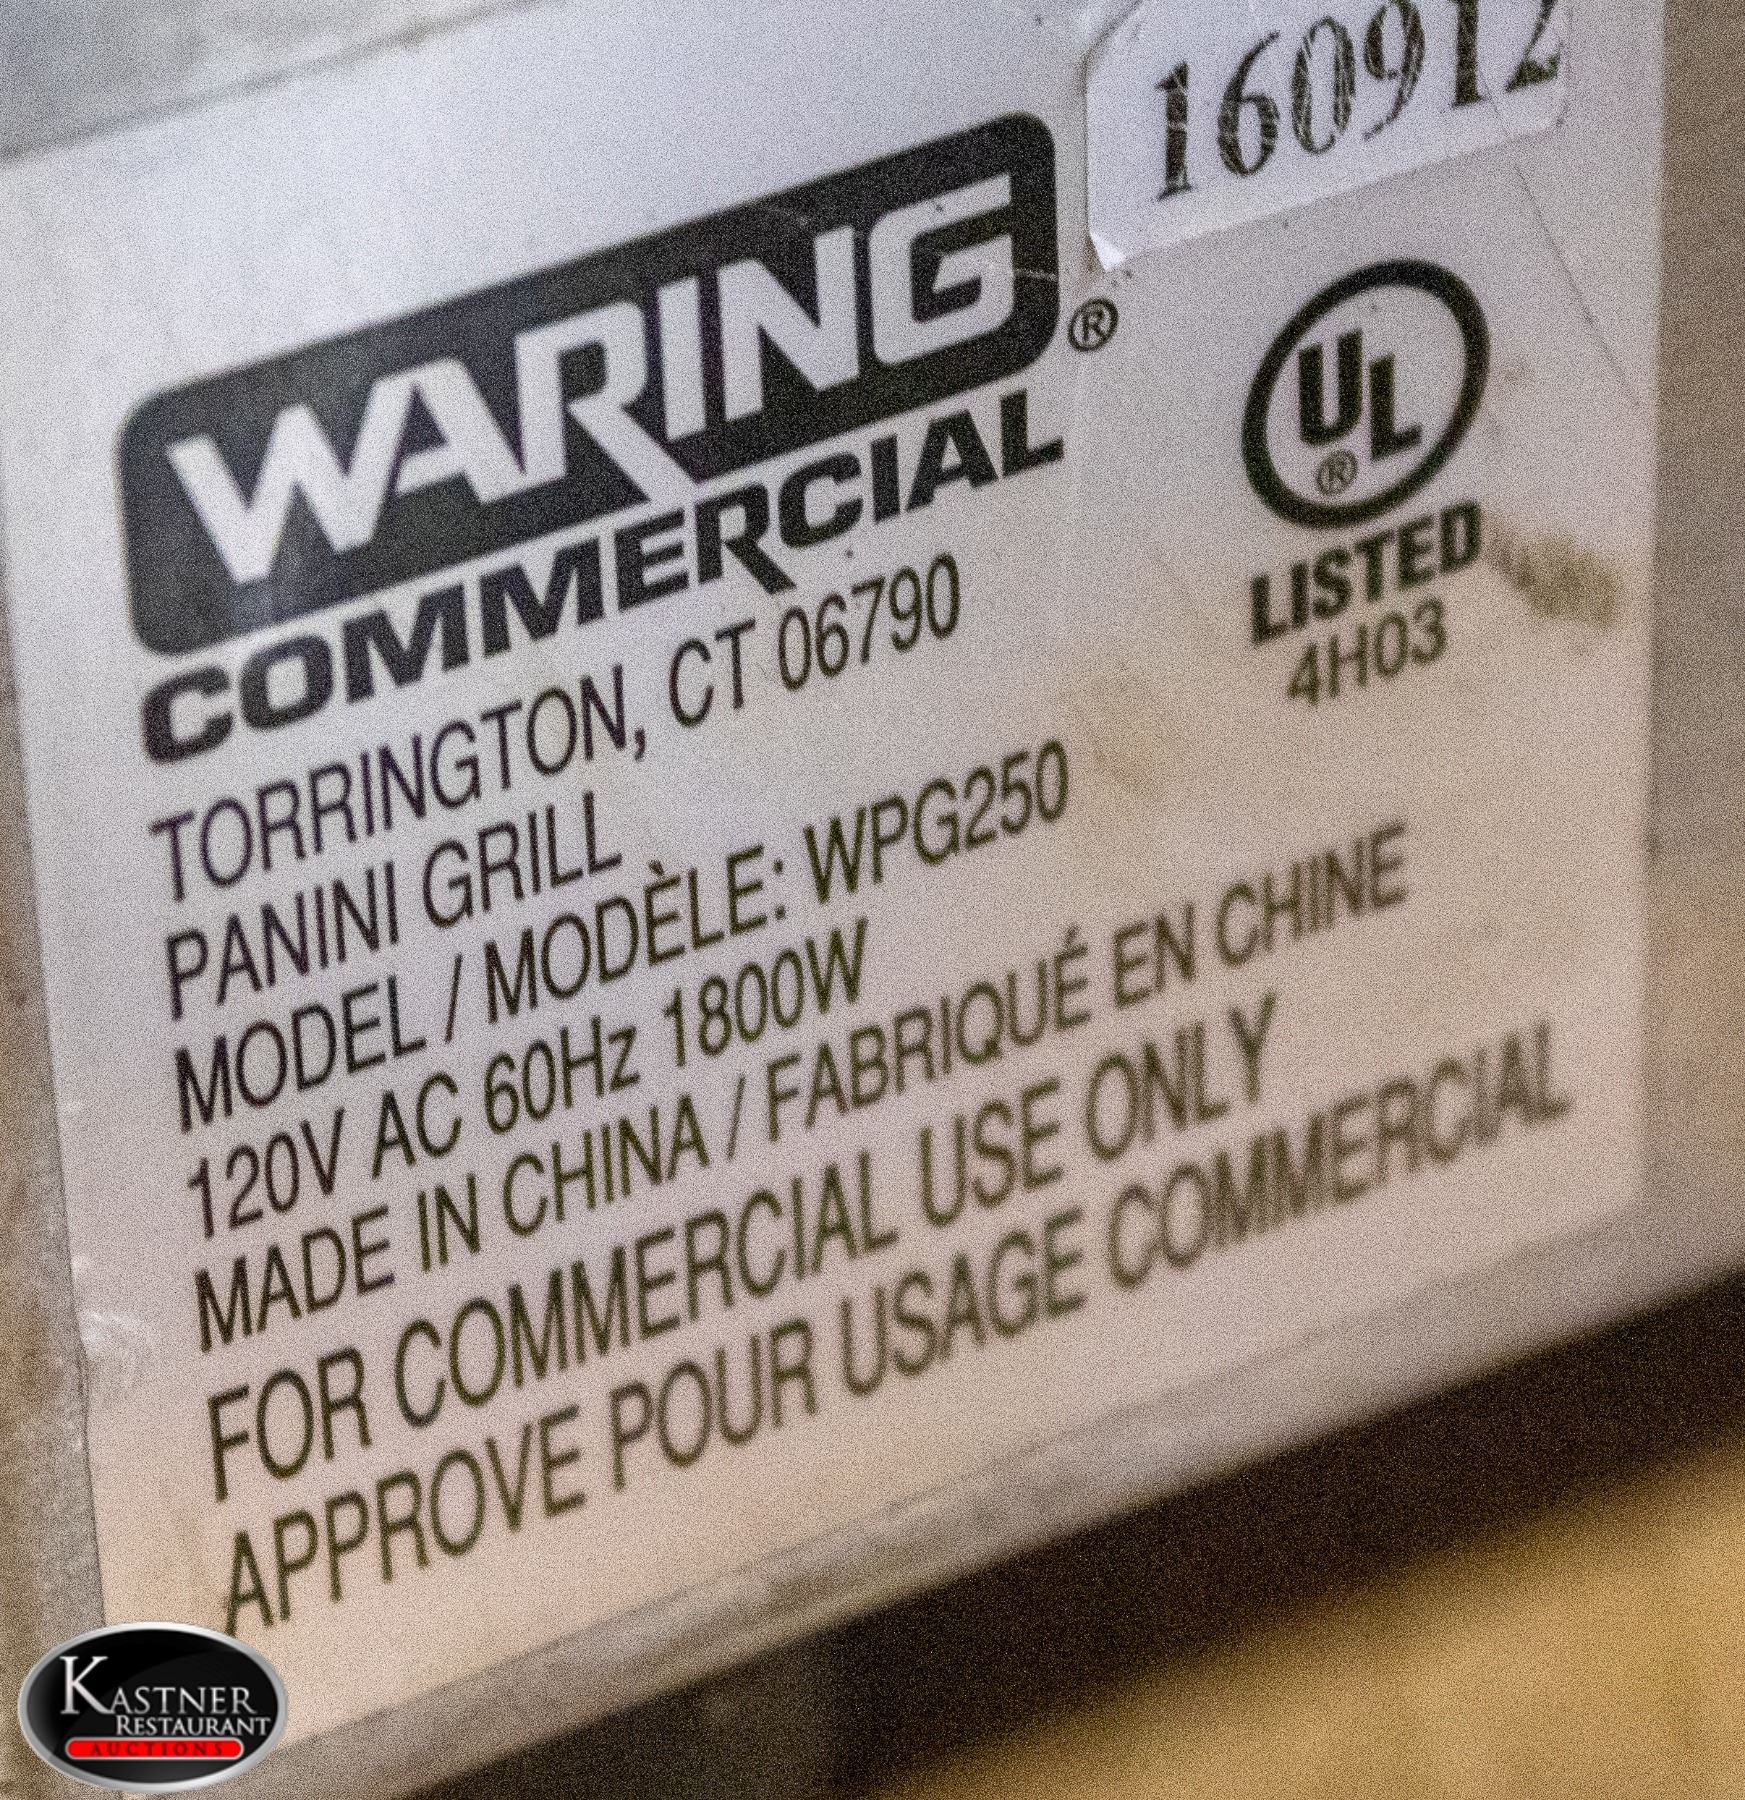 160912
WARING®
COMMERCIAL
TORRINGTON, CT 06790
PANINI GRILL
MODEL / MODÈLE: WPG250
120V AC 60Hz 1800W
MADE IN CHINA / FABRIQUÉ EN CHINE
FOR COMMERCIAL USE ONLY
APPROVE POUR USAGE COMMERCIAL
UL
®
LISTED
4H03
KASTNER
RESTAURANT
AUCTIONS